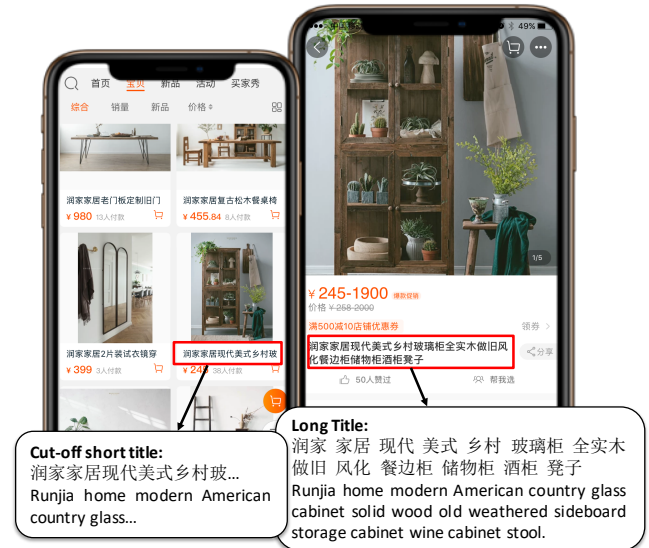 首页 宝贝 新品 活动 买家秀
综合 销量 新品 价格
润家家居老门板定制旧门
润家家居复古松木餐桌椅
¥ 980 13人付款
¥ 455.84 8人付款
润家家居2片装试衣镜穿
润家家居现代美式乡村玻
¥ 399 3人付款
¥ 245 38人付款
Cut-off short title:
润家家居现代美式乡村玻...
Runjia home modern American
country glass...
49%
1/5
¥ 245-1900 爆款促销
价格 ¥ 258-2000
满500减10店铺优惠券 领券
润家家居现代美式乡村玻璃柜全实木做旧风
化餐边柜储物柜酒柜凳子
分享
50人赞过 帮我选
Long Title:
润家 家居 现代 美式 乡村 玻璃柜 全实木
做旧 风化 餐边柜 储物柜 酒柜 凳子
Runjia home modern American country glass
cabinet solid wood old weathered sideboard
storage cabinet wine cabinet stool.